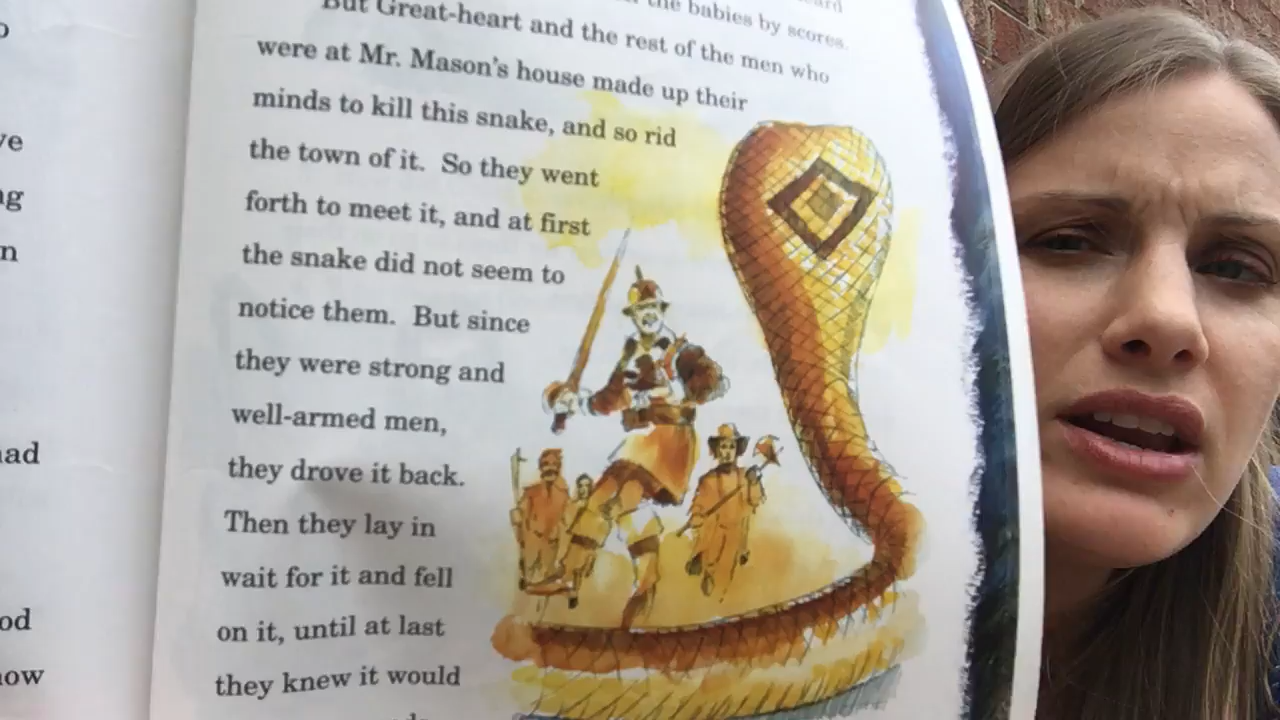 the babies by scores.
But Great-heart and the rest of the men who
were at Mr. Mason's house made up their
minds to kill this snake, and so rid
the town of it. So they went
forth to meet it, and at first
the snake did not seem to
notice them. But since
they were strong and
well-armed men,
they drove it back.
Then they lay in
wait for it and fell
on it, until at last
they knew it would